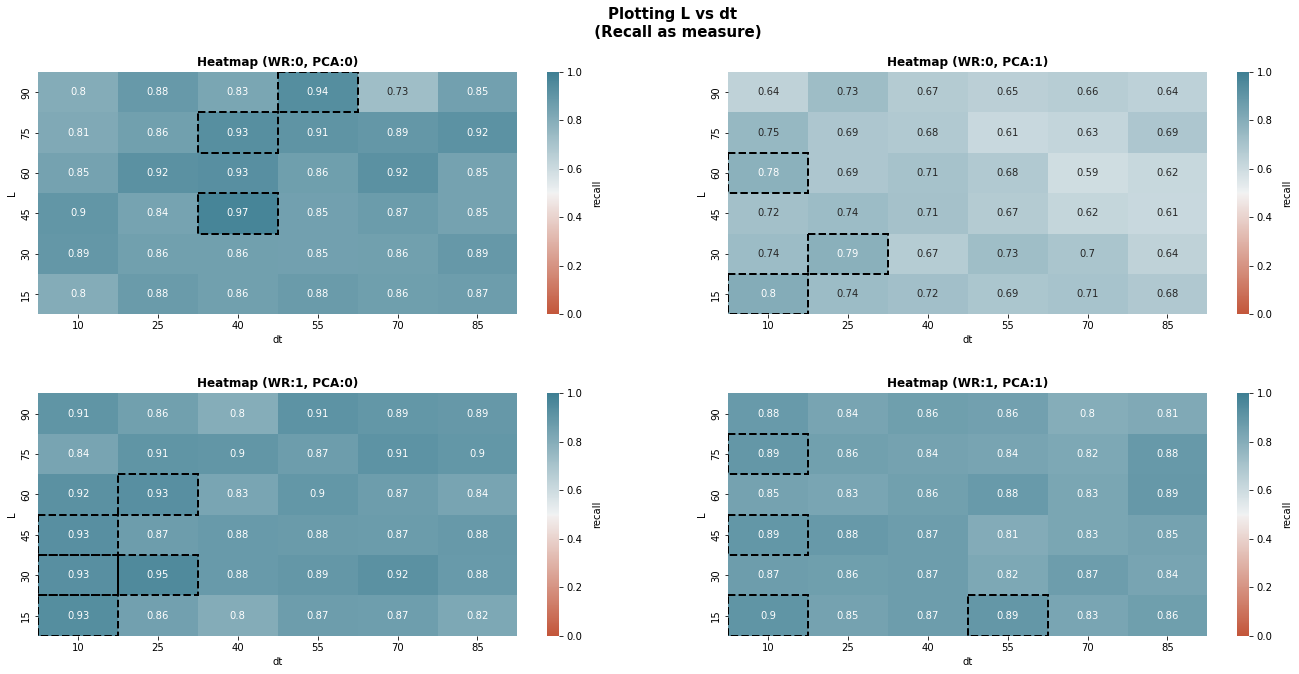 Plotting L vs dt
(Recall as measure)
Heatmap (WR:0, PCA:0)
90 0.8 0.88 0.83 0.94 0.73 0.85
75 0.81 0.86 0.93 0.91 0.89 0.92
60 0.85 0.92 0.93 0.86 0.92 0.85
L
45 0.9 0.84 0.97 0.85 0.87 0.85
30 0.89 0.86 0.86 0.85 0.86 0.89
15 0.8 0.88 0.86 0.88 0.86 0.87
10 25 40 55 70 85
dt
1.0
0.8
0.6
0.4
0.2
0.0
recall
Heatmap (WR:0, PCA:1)
90 0.64 0.73 0.67 0.65 0.66 0.64
75 0.75 0.69 0.68 0.61 0.63 0.69
60 0.78 0.69 0.71 0.68 0.59 0.62
L
45 0.72 0.74 0.71 0.67 0.62 0.61
30 0.74 0.79 0.67 0.73 0.7 0.64
15 0.8 0.74 0.72 0.69 0.71 0.68
10 25 40 55 70 85
dt
1.0
0.8
0.6
0.4
0.2
0.0
recall
Heatmap (WR:1, PCA:0)
90 0.91 0.86 0.8 0.91 0.89 0.89
75 0.84 0.91 0.9 0.87 0.91 0.9
60 0.92 0.93 0.83 0.9 0.87 0.84
L
45 0.93 0.87 0.88 0.88 0.87 0.88
30 0.93 0.95 0.88 0.89 0.92 0.88
15 0.93 0.86 0.8 0.87 0.87 0.82
10 25 40 55 70 85
dt
1.0
0.8
0.6
0.4
0.2
0.0
recall
Heatmap (WR:1, PCA:1)
90 0.88 0.84 0.86 0.86 0.8 0.81
75 0.89 0.86 0.84 0.84 0.82 0.88
60 0.85 0.83 0.86 0.88 0.83 0.89
L
45 0.89 0.88 0.87 0.81 0.83 0.85
30 0.87 0.86 0.87 0.82 0.87 0.84
15 0.9 0.85 0.87 0.89 0.83 0.86
10 25 40 55 70 85
dt
1.0
0.8
0.6
0.4
0.2
0.0
recall